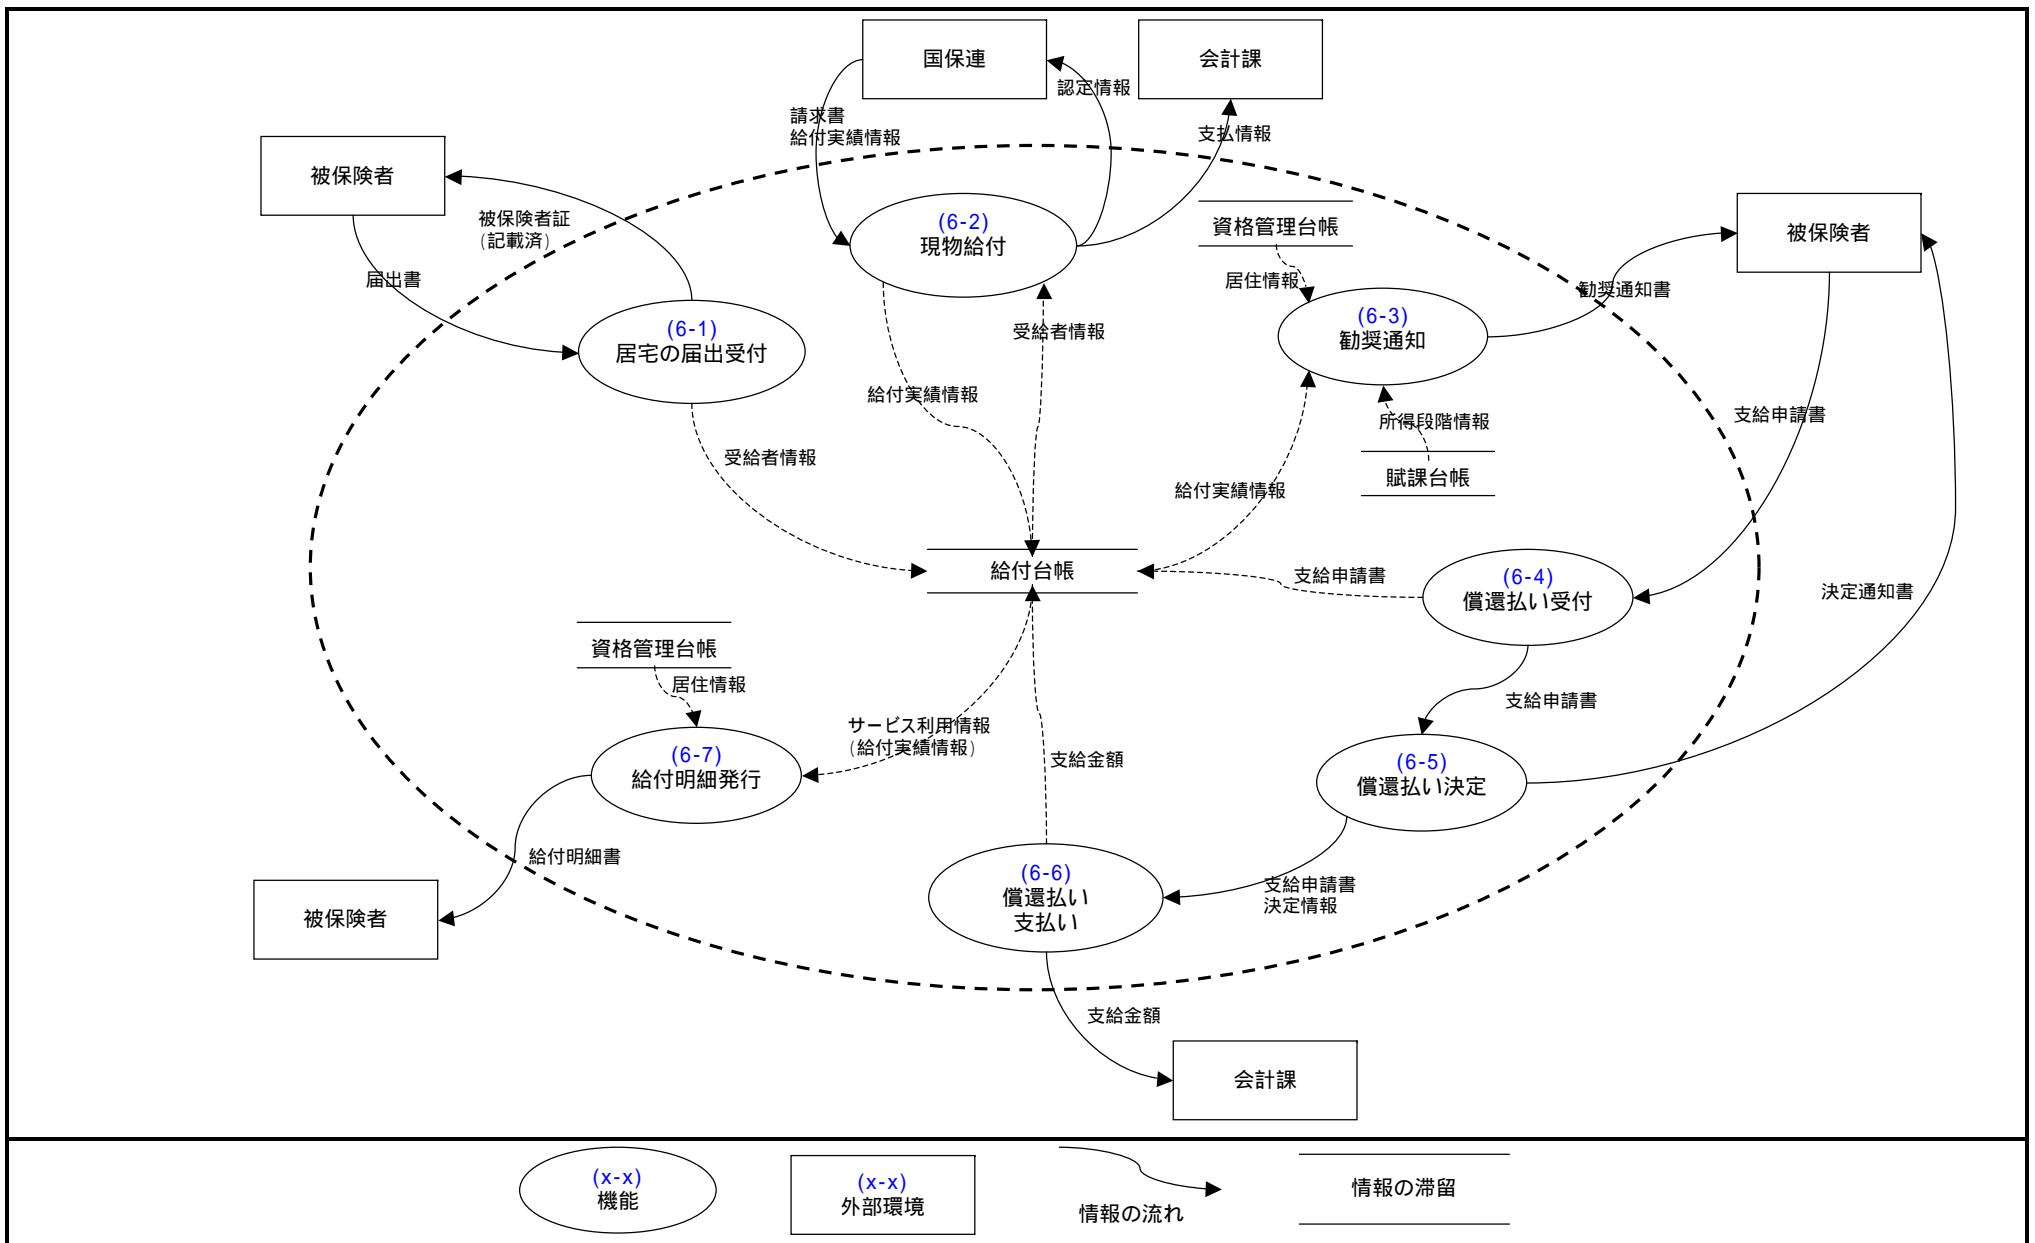 国保連
会計課
認定情報
請求書
給付実績情報
支払情報
被保険者
被保険者証
(記載済)
届出書
(6-2)
現物給付
資格管理台帳
居住情報
被保険者
勧奨通知書
(6-1)
居宅の届出受付
受給者情報
(6-3)
勧奨通知
給付実績情報
所得段階情報
支給申請書
受給者情報
賦課台帳
給付実績情報
給付台帳
支給申請書
(6-4)
償還払い受付
決定通知書
資格管理台帳
居住情報
支給申請書
サービス利用情報
(給付実績情報)
(6-7)
給付明細発行
支給金額
(6-5)
償還払い決定
給付明細書
(6-6)
償還払い
支払い
支給申請書
決定情報
被保険者
支給金額
会計課
(x-x)
機能
(x-x)
外部環境
情報の流れ
情報の滞留